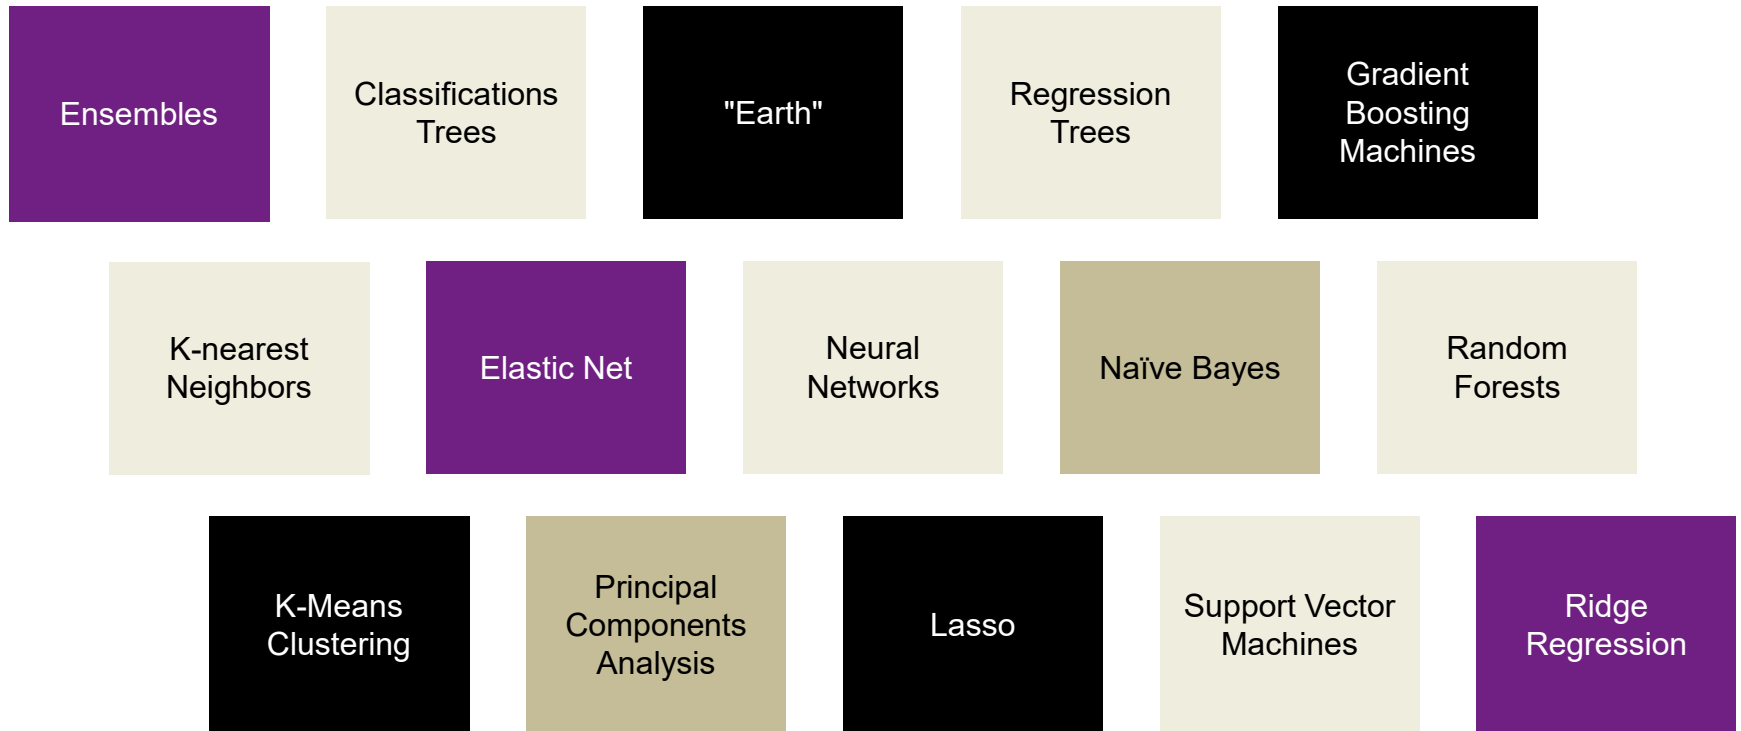 Ensembles
Classifications
Trees
"Earth"
Regression
Trees
Gradient
Boosting
Machines
K-nearest
Neighbors
Elastic Net
Neural
Networks
Naïve Bayes
Random
Forests
K-Means
Clustering
Principal
Components
Analysis
Lasso
Support Vector
Machines
Ridge
Regression